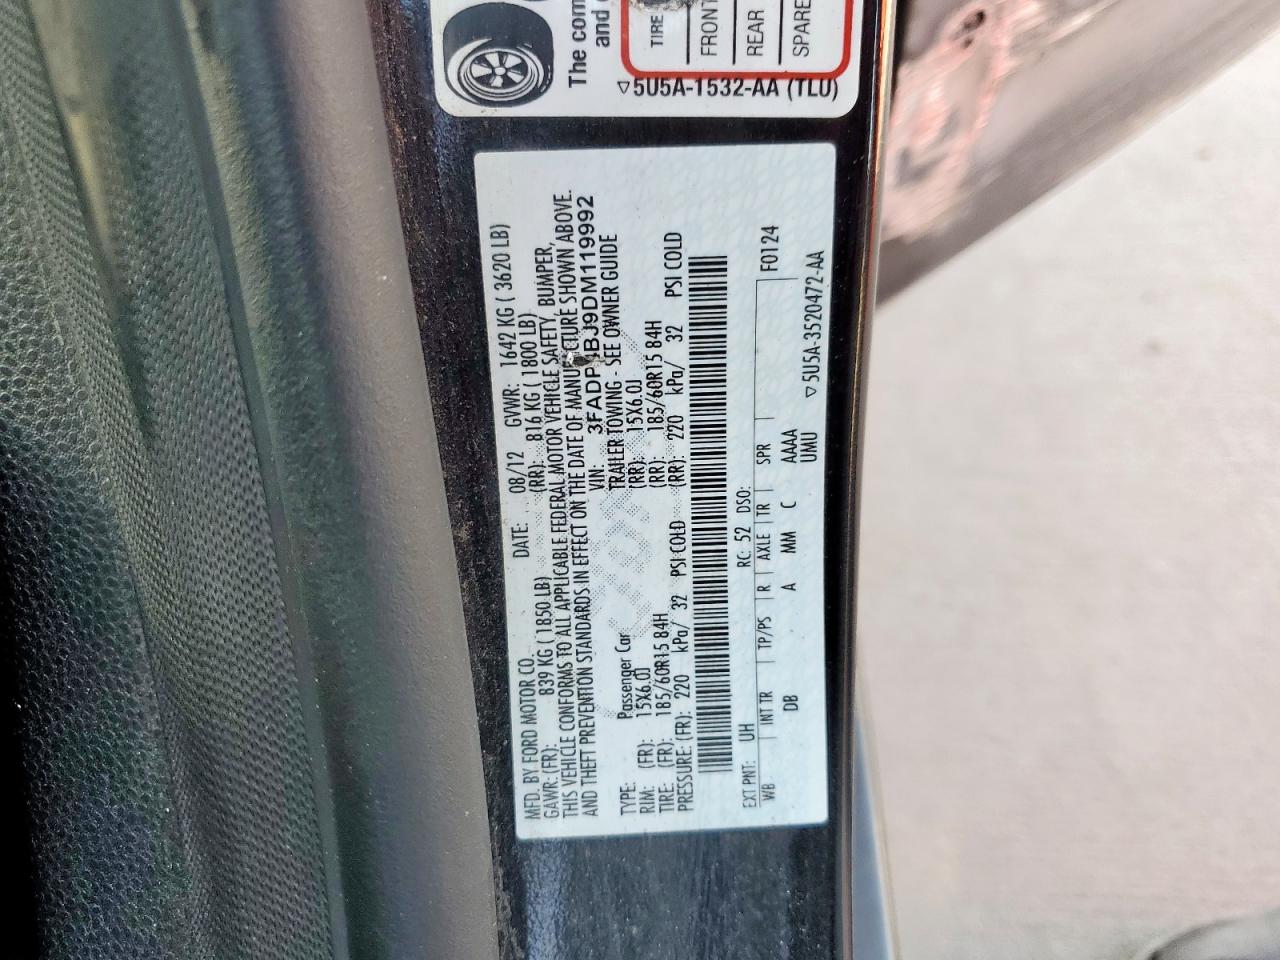 The com
and c
TIRE
FRONT
REAR
SPARE
5U5A-1532-AA (TLU)
MFD. BY FORD MOTOR CO.
DATE: 08/12 GVWR: 1642 KG ( 3620 LB)
GAWR: (FR): 839 KG ( 1850 LB) (RR): 816 KG ( 1800 LB)
THIS VEHICLE CONFORMS TO ALL APPLICABLE FEDERAL MOTOR VEHICLE SAFETY, BUMPER,
AND THEFT PREVENTION STANDARDS IN EFFECT ON THE DATE OF MANUFACTURE SHOWN ABOVE.
VIN: BJ9DM119992
TYPE: Passenger Car TRAILER TOWING - SEE OWNER GUIDE
RIM: (FR): 15X6.0J (RR): 15X6.0J
TIRE: (FR): 185/60R15 84H (RR): 185/60R15 84H
PRESSURE: (FR): 220 kPa/ 32 PSI COLD (RR): 220 kPa/ 32 PSI COLD
EXT PNT: UH RC: 52 DSO:
WB INT TR TP/PS R AXLE TR SPR F0124
DB A MM C AAAA
UMU
5U5A-3520472-AA